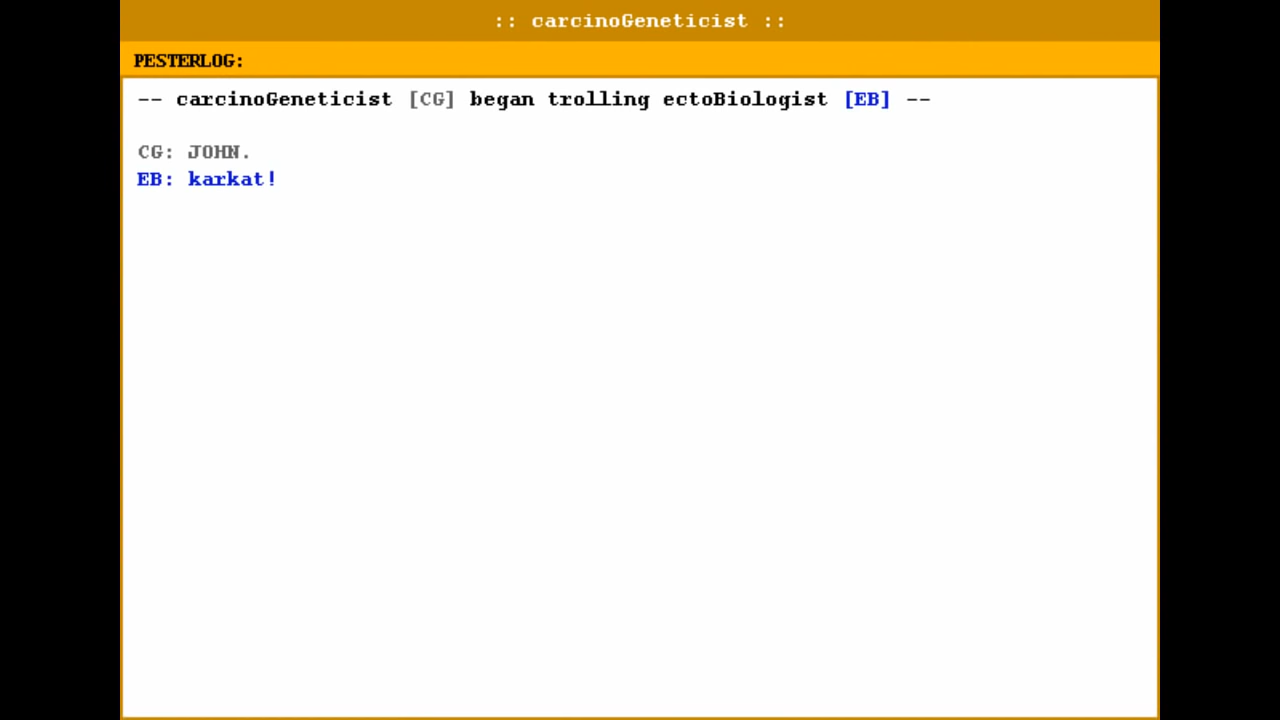 :: carcinoGeneticist ::
PESTERLOG:
-- carcinoGeneticist [CG] began trolling ectoBiologist [EB] --
CG: JOHN.
EB: karkat!